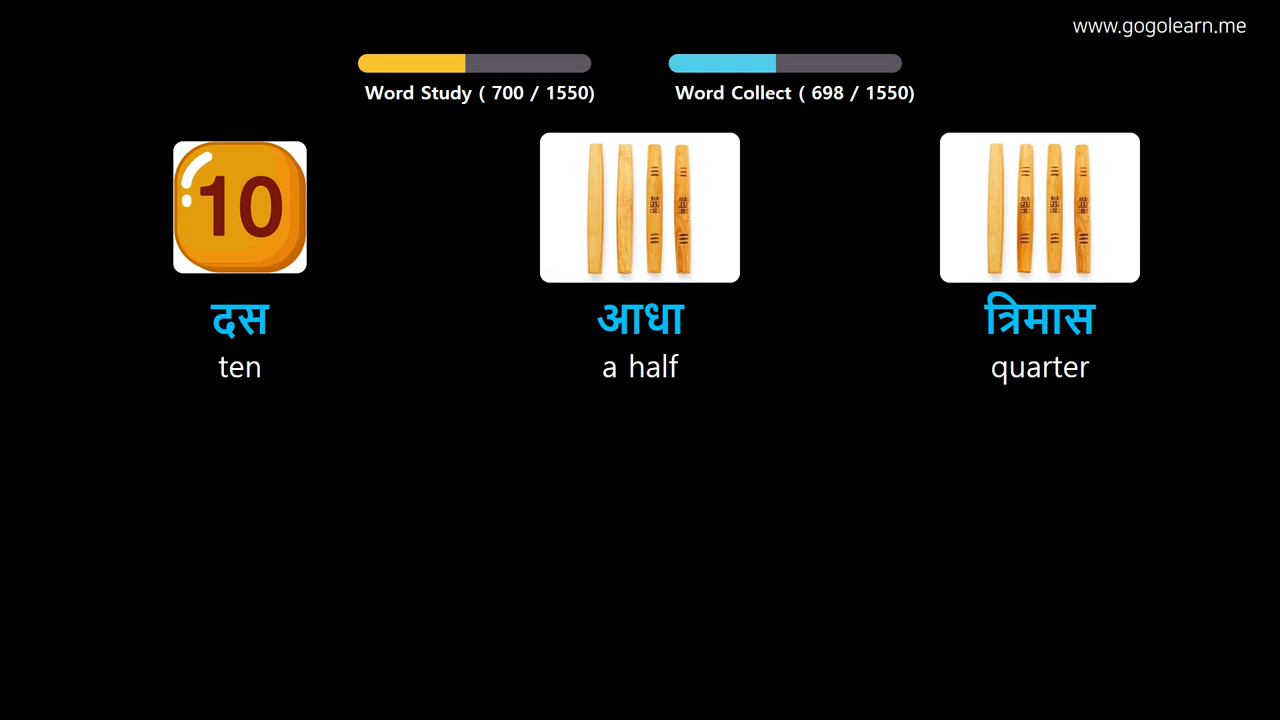 www.gogolearn.me
Word Study ( 700 / 1550)
Word Collect ( 698 / 1550)
10
दस
आधा
त्रिमास
ten
a half
quarter